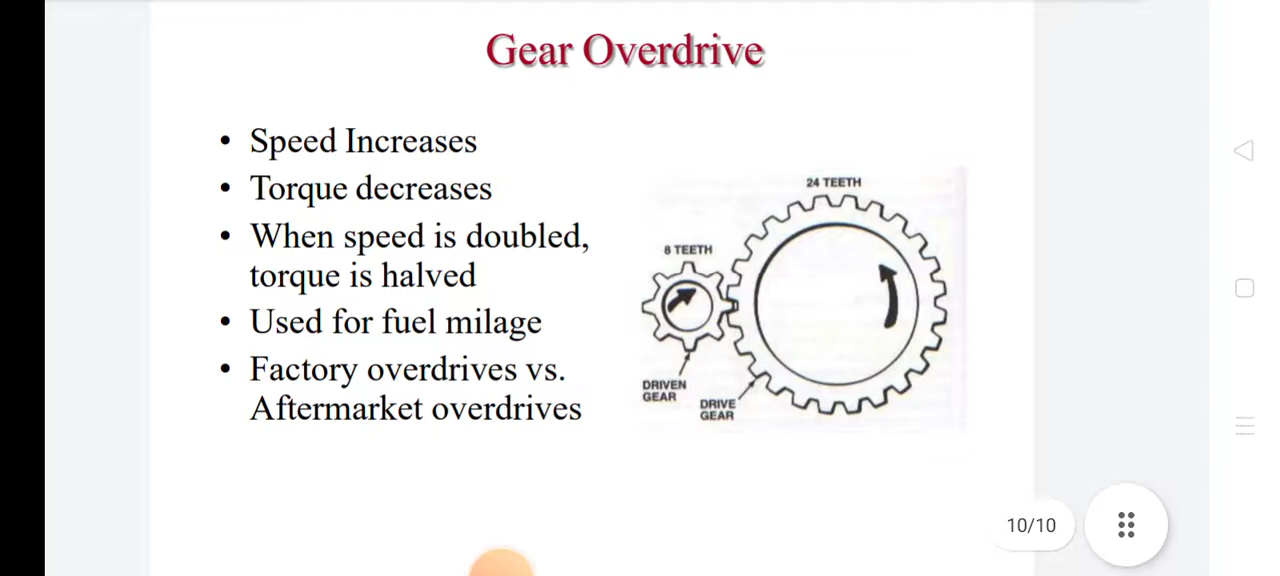 Gear Overdrive
• Speed Increases
• Torque decreases
• When speed is doubled,
torque is halved
• Used for fuel milage
• Factory overdrives vs.
Aftermarket overdrives
24 TEETH
8 TEETH
DRIVEN
GEAR
DRIVE
GEAR
10/10